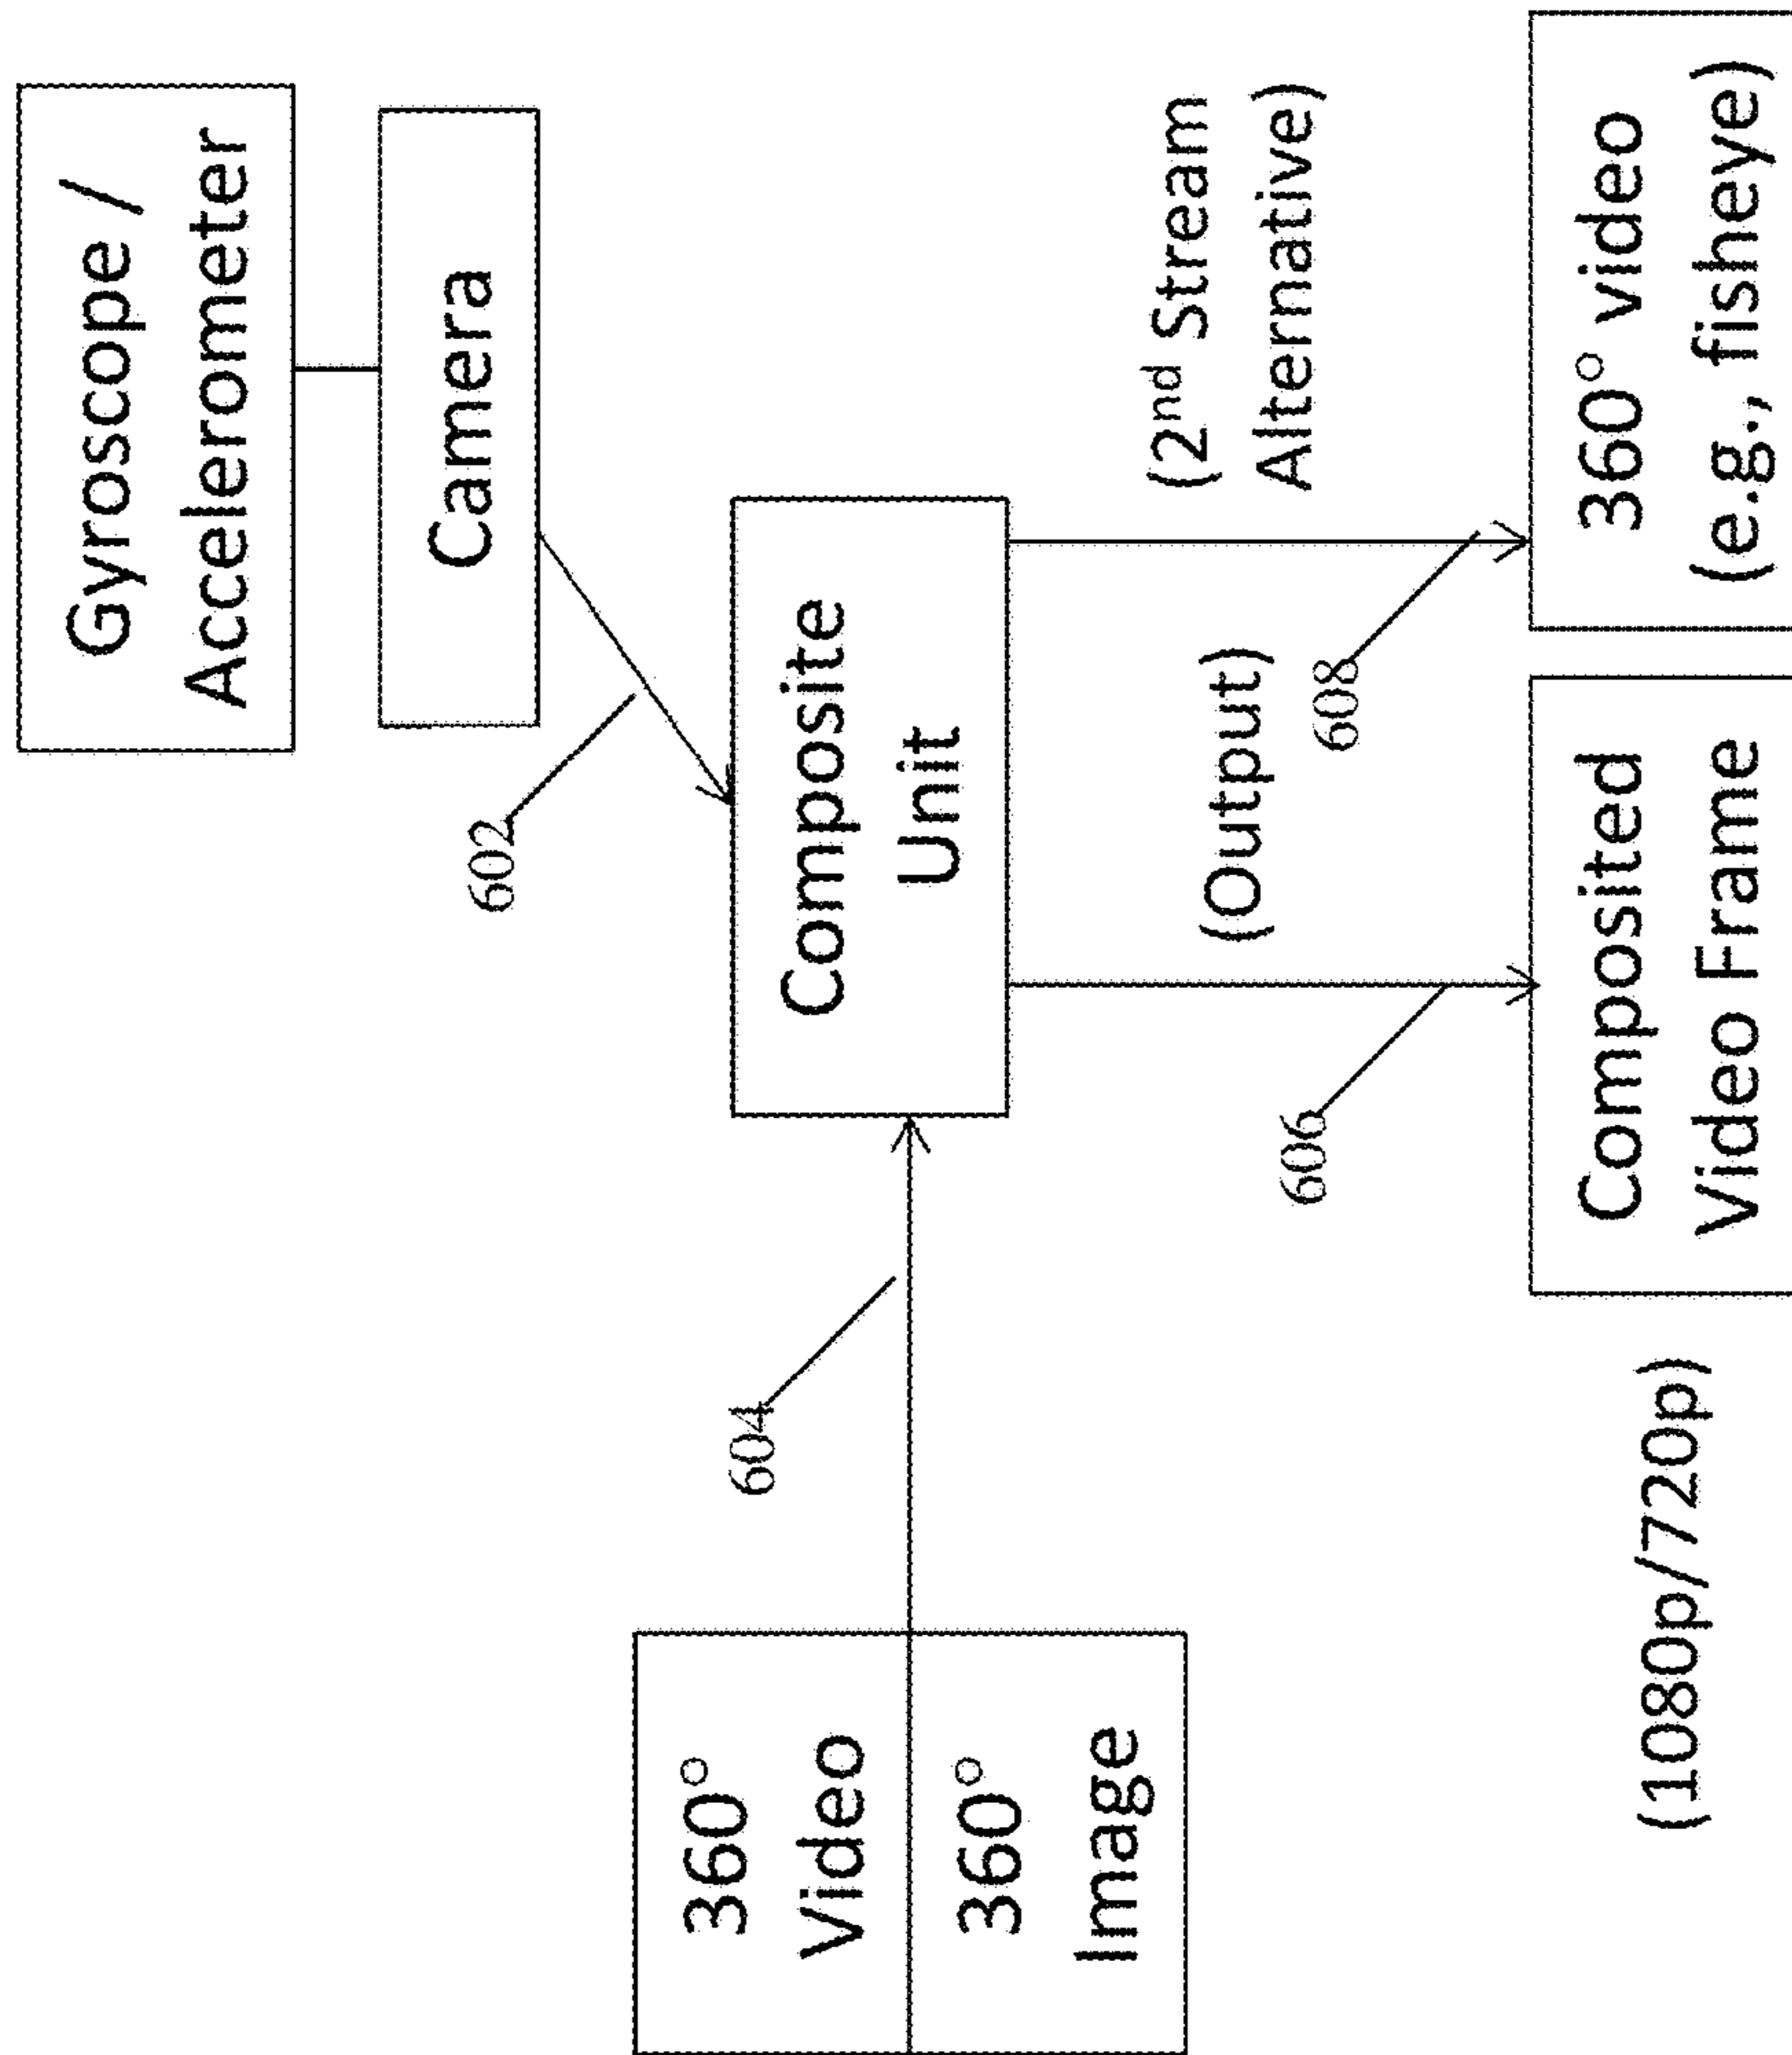 Gyroscope /
Accelerometer
Camera
602
604
360°
Video
360°
Image
Composite
Unit
606
(Output)
608
(2nd Stream
Alternative)
(1080p/720p)
Composited
Video Frame
360° video
(e.g., fisheye)